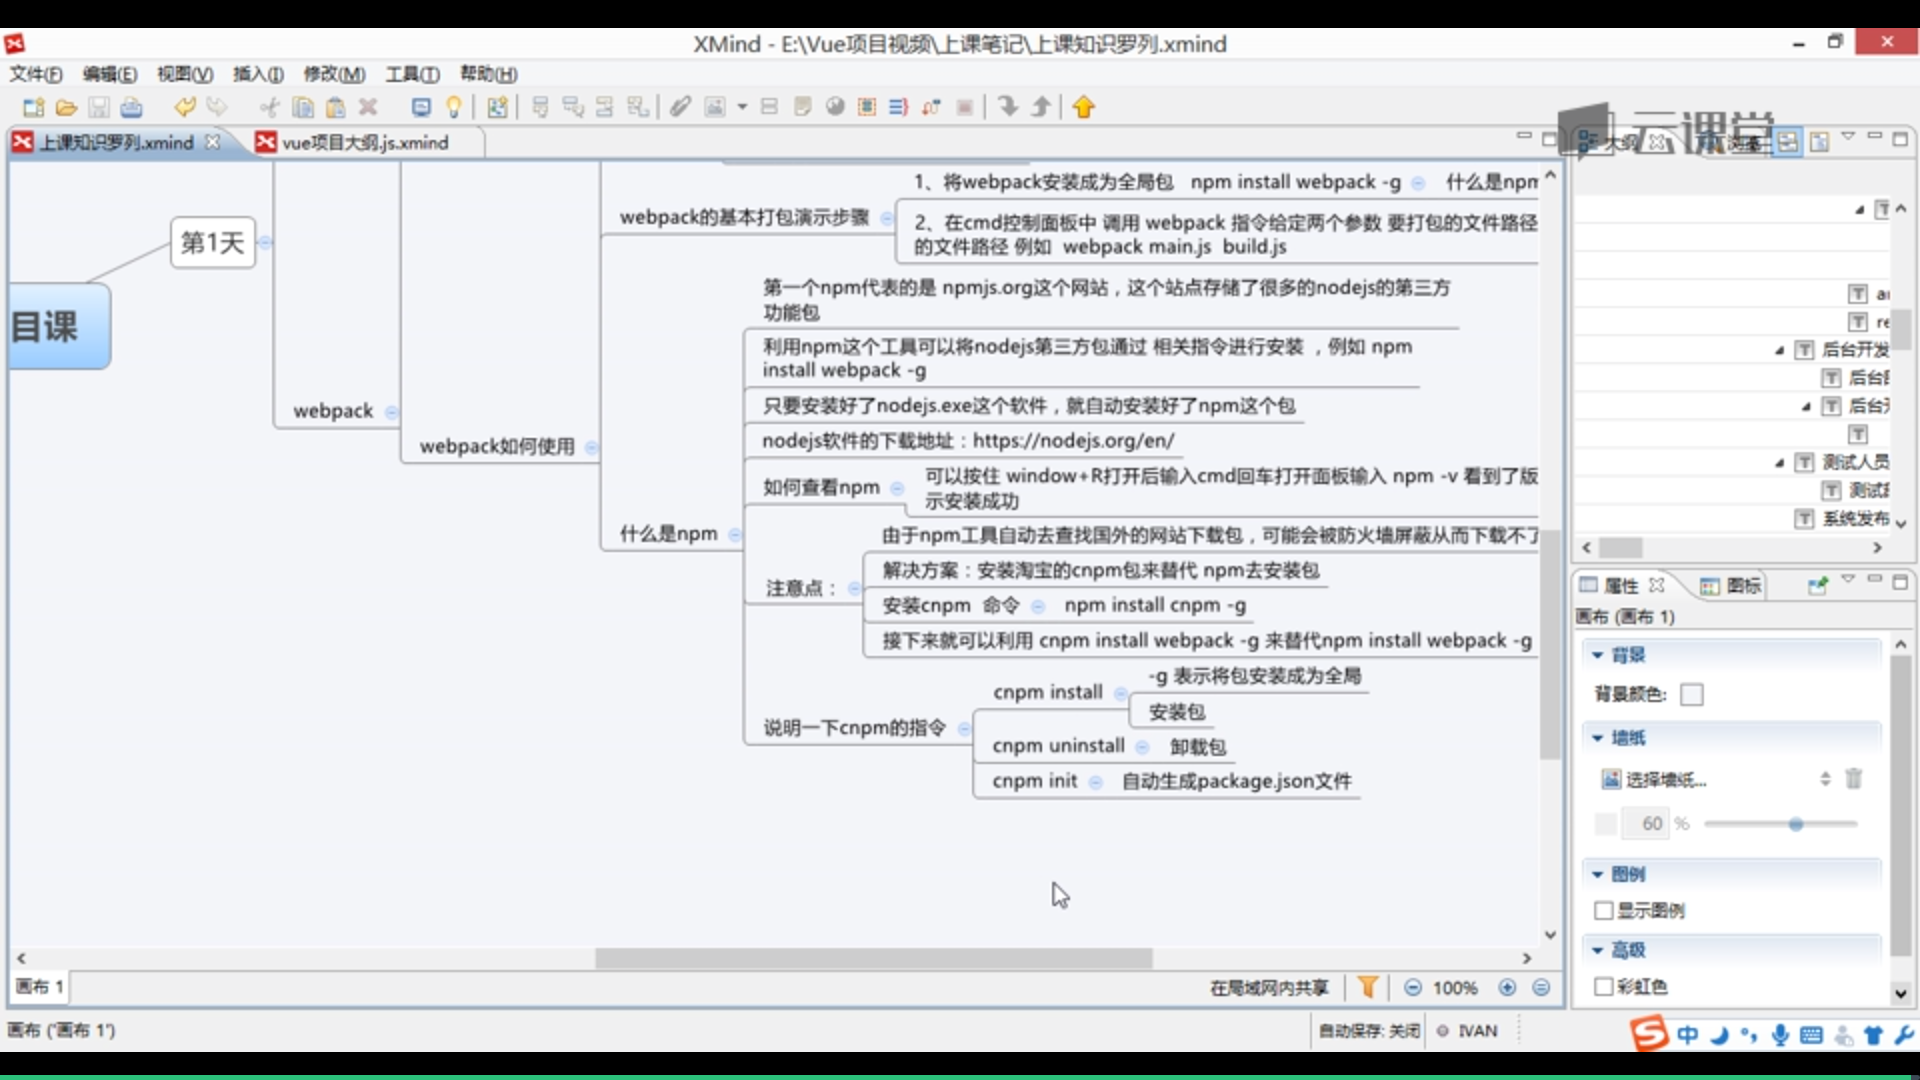 XMind - E:\Vue项目视频\上课笔记\上课知识罗列.xmind
文件(F) 编辑(E) 视图(V) 插入(I) 修改(M) 工具(T) 帮助(H)
云课堂
上课知识罗列.xmind
vue项目大纲.js.xmind
大纲
浏览
目课
第1天
webpack
webpack如何使用
webpack的基本打包演示步骤
1、将webpack安装成为全局包 npm install webpack -g 什么是npm
2、在cmd控制面板中 调用 webpack 指令给定两个参数 要打包的文件路径
的文件路径 例如 webpack main.js build.js
什么是npm
第一个npm代表的是 npmjs.org这个网站，这个站点存储了很多的nodejs的第三方
功能包
利用npm这个工具可以将nodejs第三方包通过 相关指令进行安装 ，例如 npm
install webpack -g
只要安装好了nodejs.exe这个软件，就自动安装好了npm这个包
nodejs软件的下载地址：https://nodejs.org/en/
如何查看npm
可以按住 window+R打开后输入cmd回车打开面板输入 npm -v 看到了版
示安装成功
注意点：
由于npm工具自动去查找国外的网站下载包，可能会被防火墙屏蔽从而下载不了
解决方案：安装淘宝的cnpm包来替代 npm去安装包
安装cnpm 命令 npm install cnpm -g
接下来就可以利用 cnpm install webpack -g 来替代npm install webpack -g
说明一下cnpm的指令
cnpm install
-g 表示将包安装成为全局
安装包
cnpm uninstall 卸载包
cnpm init 自动生成package.json文件
后台开发
后台
后台
测试人员
测试
系统发布
属性 图标
画布 (画布 1)
背景
背景颜色:
墙纸
选择墙纸...
60 %
图例
显示图例
高级
彩虹色
画布 1
在局域网内共享
100%
画布 ('画布 1')
自动保存: 关闭
IVAN
中